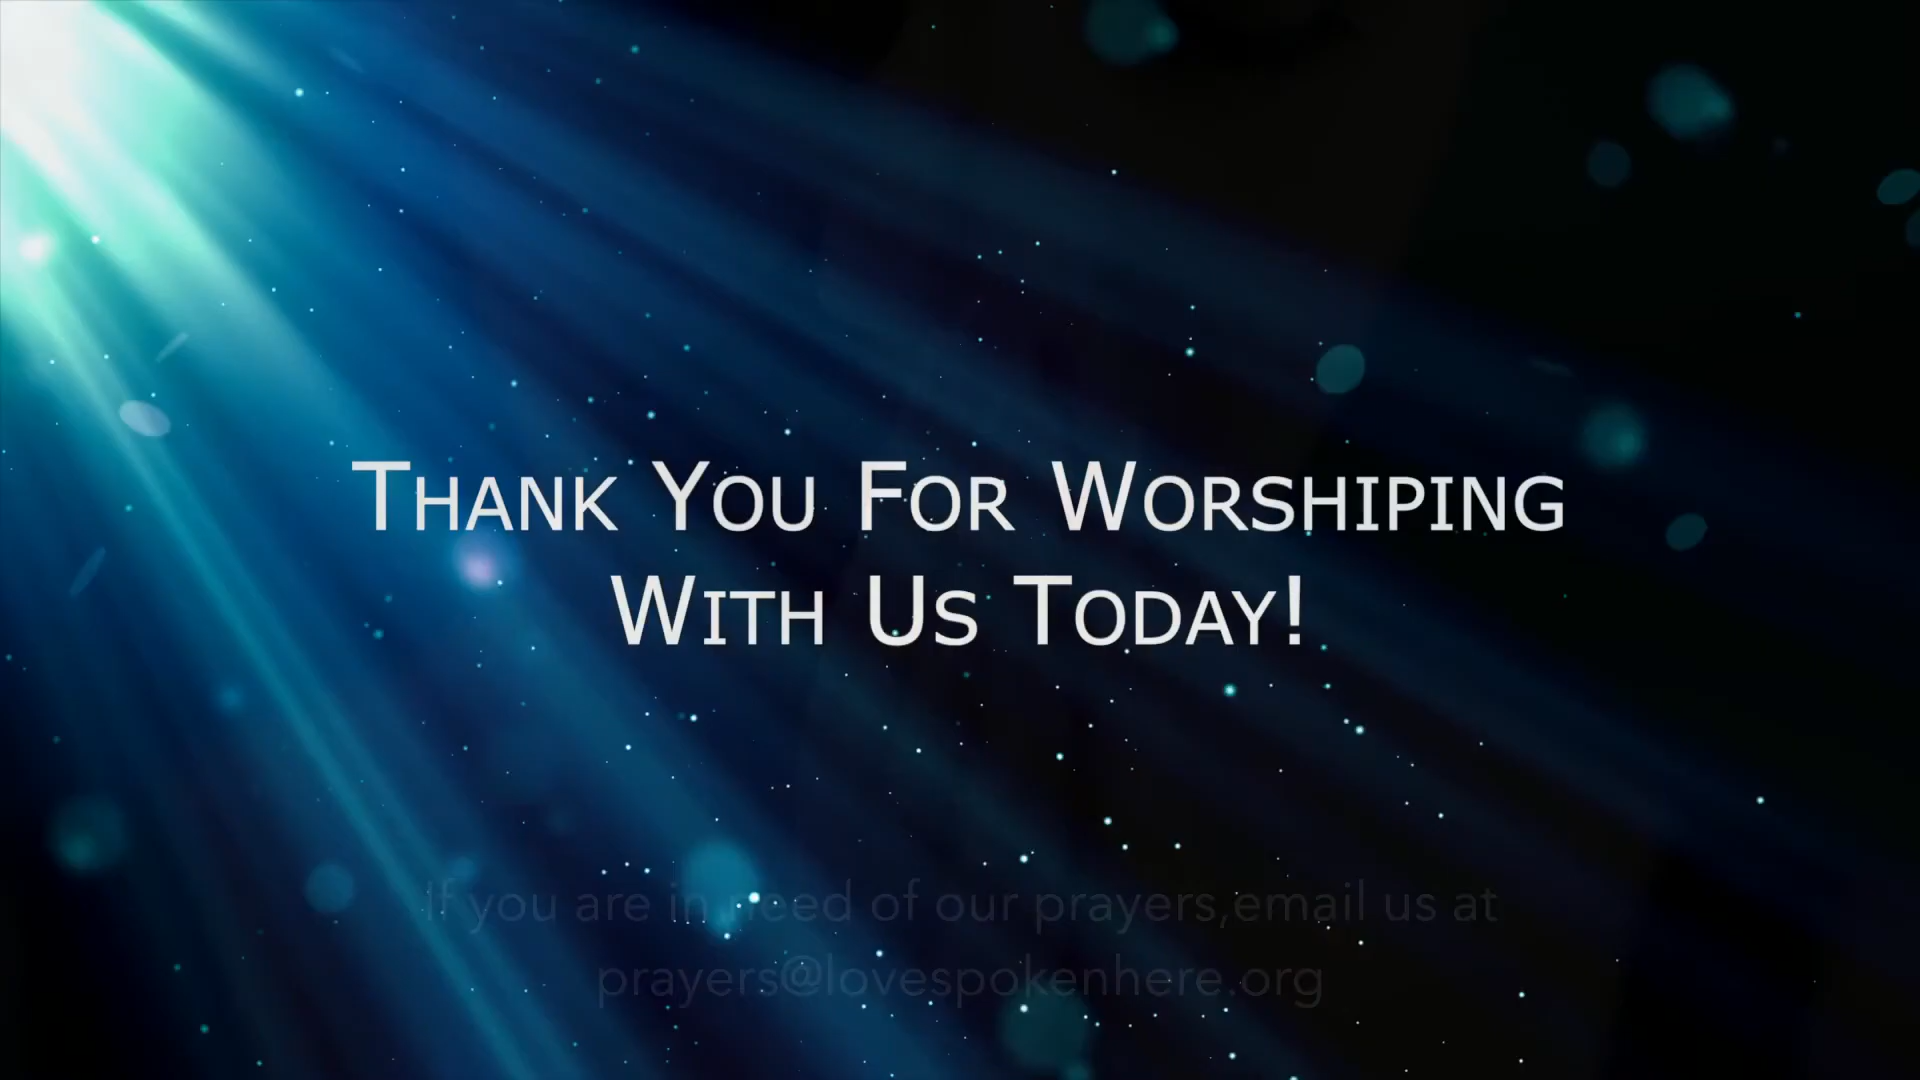 Thank You For Worshiping
With Us Today!
If you are in need of our prayers,email us at
prayers@lovespokenhere.org